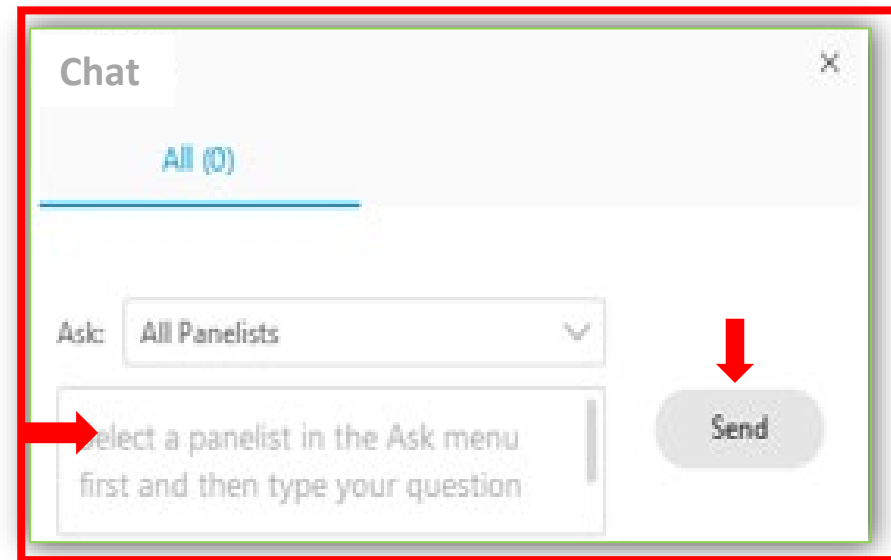 Chat
All (0)
Ask: All Panelists
Select a panelist in the Ask menu
first and then type your question
Send